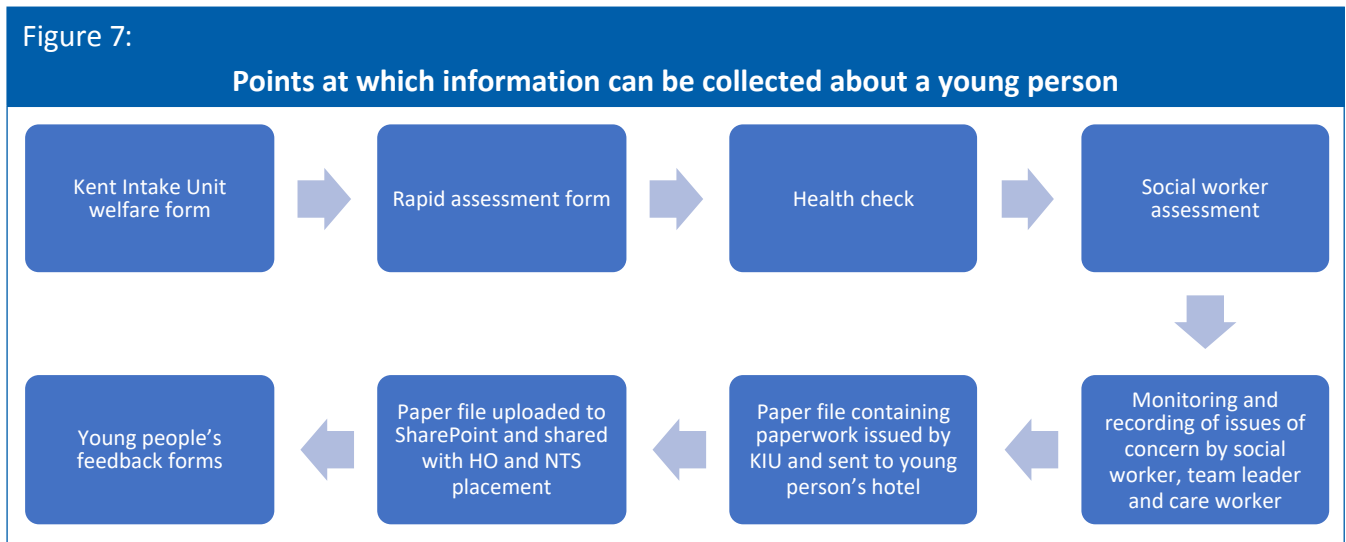 Figure 7:
Points at which information can be collected about a young person
Kent Intake Unit
welfare form
Rapid assessment form
Health check
Social worker
assessment
Monitoring and
recording of issues of
concern by social
worker, team leader
and care worker
Paper file containing
paperwork issued by
KIU and sent to young
person’s hotel
Paper file uploaded to
SharePoint and shared
with HO and NTS
placement
Young people’s
feedback forms